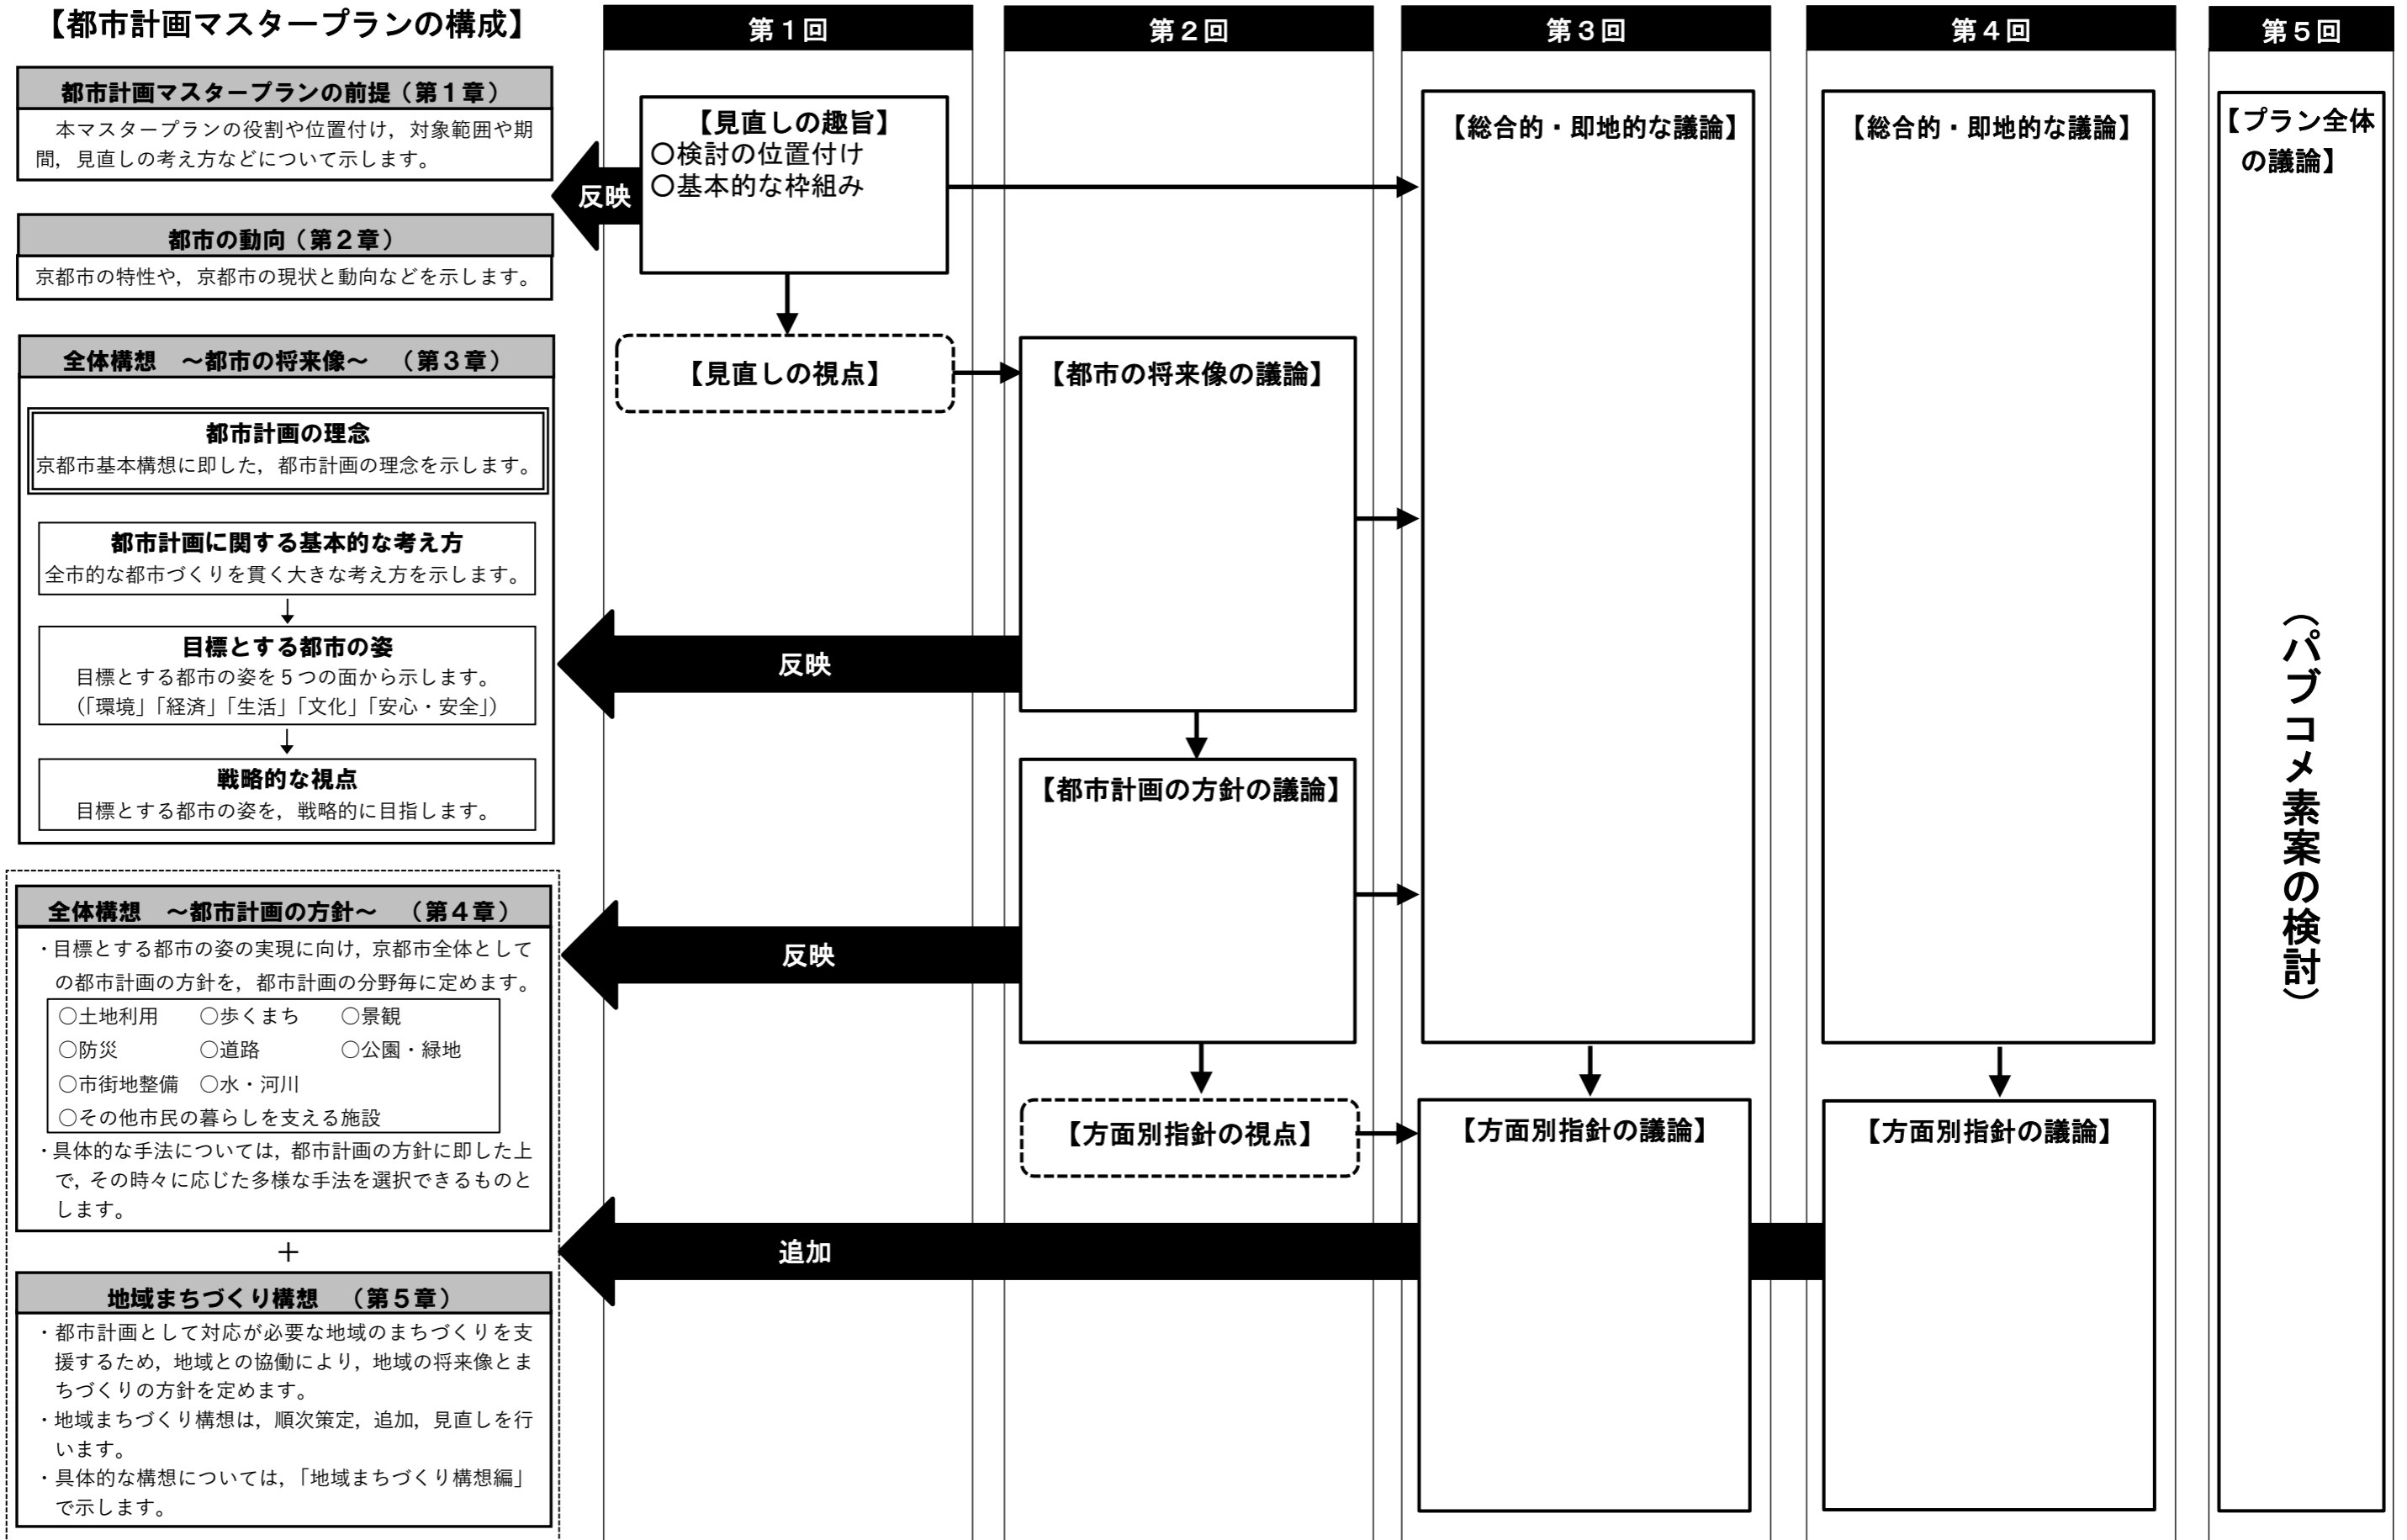 【都市計画マスタープランの構成】
都市計画マスタープランの前提（第１章）
本マスタープランの役割や位置付け，対象範囲や期
間，見直しの考え方などについて示します。
都市の動向（第２章）
京都市の特性や，京都市の現状と動向などを示します。
全体構想　～都市の将来像～　（第３章）
都市計画の理念
京都市基本構想に即した，都市計画の理念を示します。
都市計画に関する基本的な考え方
全市的な都市づくりを貫く大きな考え方を示します。
目標とする都市の姿
目標とする都市の姿を５つの面から示します。
（「環境」「経済」「生活」「文化」「安心・安全」）
戦略的な視点
目標とする都市の姿を，戦略的に目指します。
全体構想　～都市計画の方針～　（第４章）
・目標とする都市の姿の実現に向け，京都市全体として
の都市計画の方針を，都市計画の分野毎に定めます。
○土地利用　○歩くまち　○景観
○防災　○道路　○公園・緑地
○市街地整備　○水・河川
○その他市民の暮らしを支える施設
・具体的な手法については，都市計画の方針に即した上
で，その時々に応じた多様な手法を選択できるものと
します。
＋
地域まちづくり構想　（第５章）
・都市計画として対応が必要な地域のまちづくりを支
援するため，地域との協働により，地域の将来像とま
ちづくりの方針を定めます。
・地域まちづくり構想は，順次策定，追加，見直しを行
います。
・具体的な構想については，「地域まちづくり構想編」
で示します。
第１回
【見直しの趣旨】
○検討の位置付け
○基本的な枠組み
反映
【見直しの視点】
反映
反映
追加
第２回
【都市の将来像の議論】
【都市計画の方針の議論】
【方面別指針の視点】
第３回
【総合的・即地的な議論】
【方面別指針の議論】
第４回
【総合的・即地的な議論】
【方面別指針の議論】
第５回
【プラン全体
の議論】
（パブコメ素案の検討）